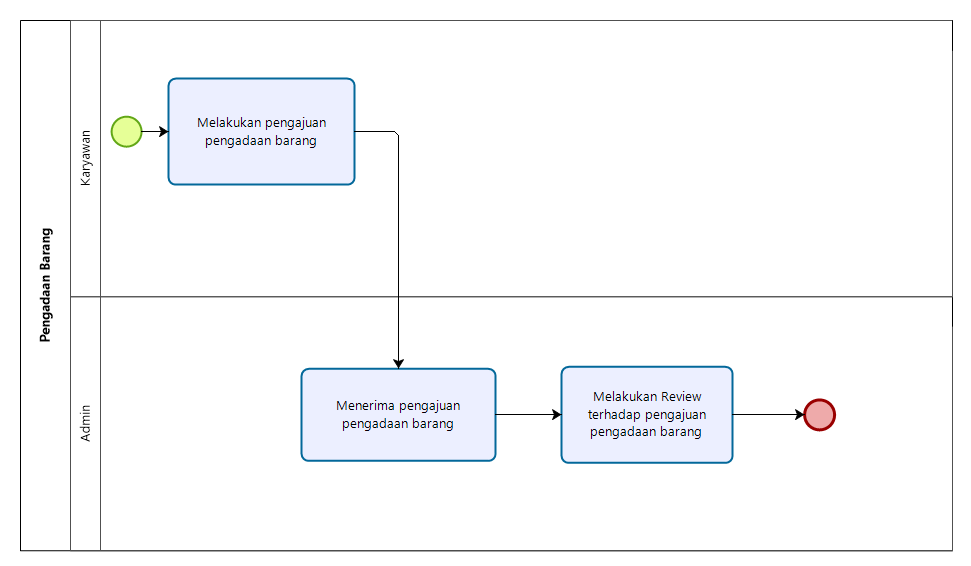 Pengadaan Barang
Karyawan
Melakukan pengajuan
pengadaan barang
Admin
Menerima pengajuan
pengadaan barang
Melakukan Review
terhadap pengajuan
pengadaan barang